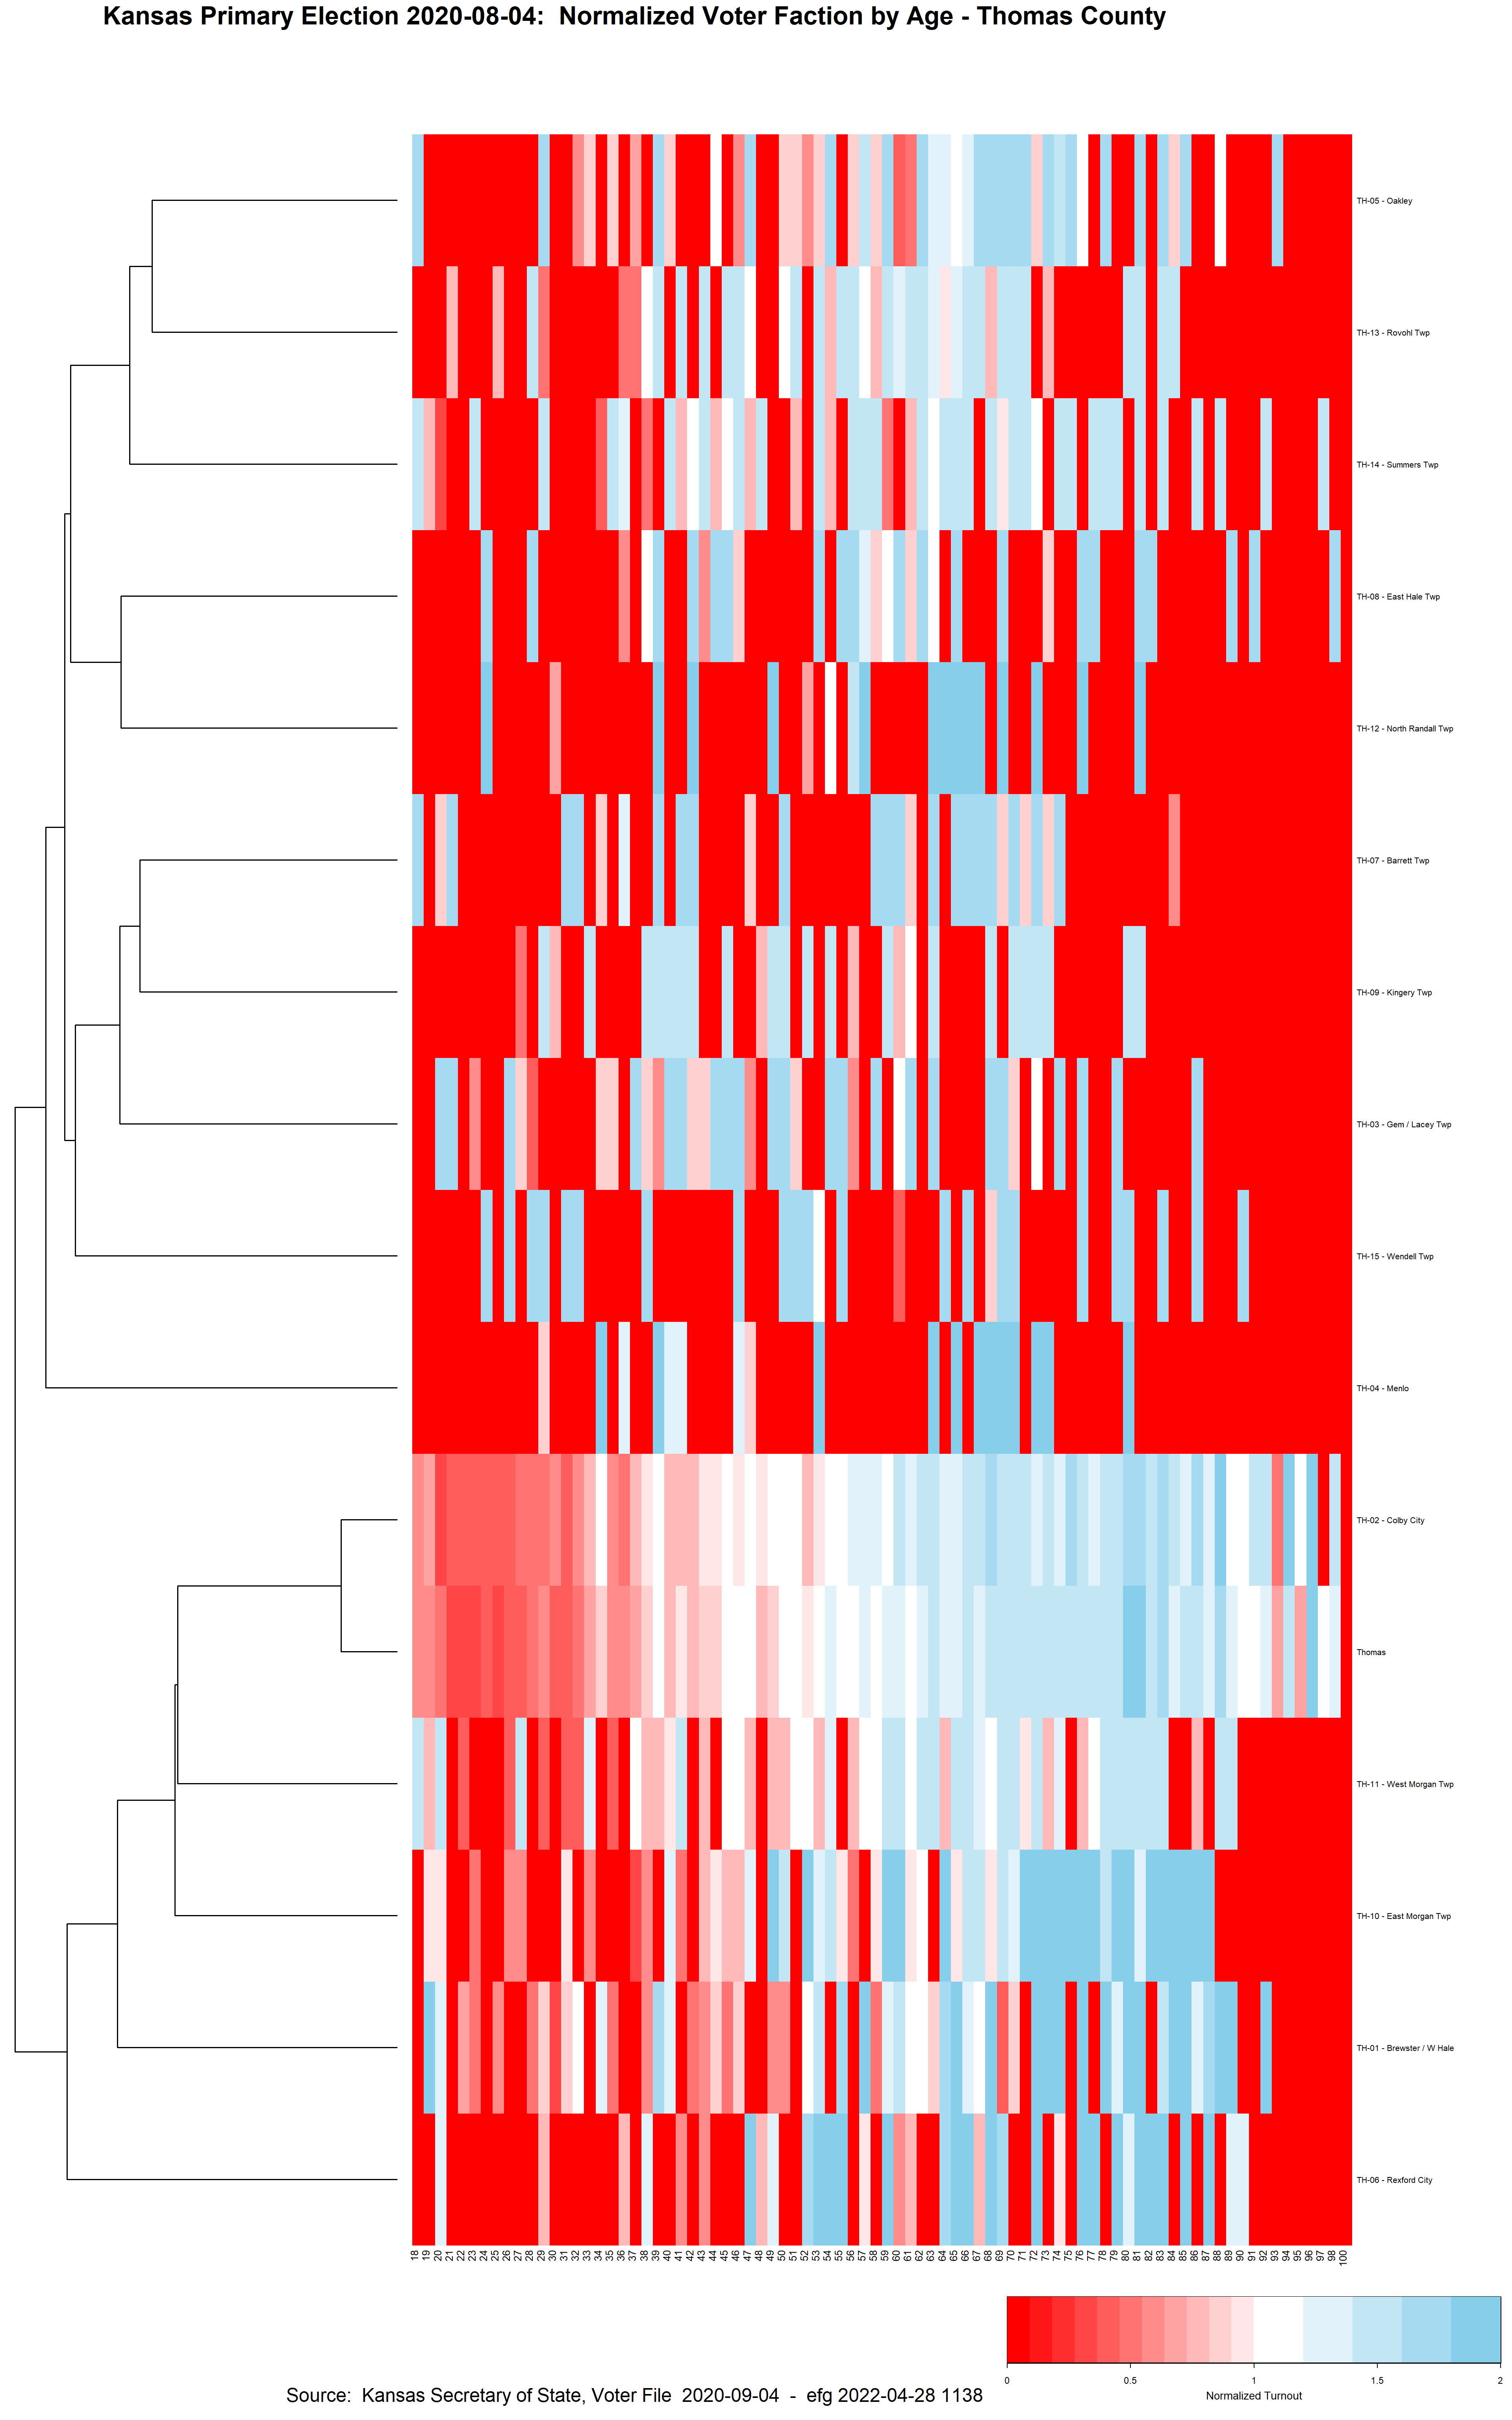 Kansas Primary Election 2020-08-04:  Normalized Voter Faction by Age - Thomas County
TH-05 - Oakley
TH-13 - Rovohl Twp
TH-14 - Summers Twp
TH-08 - East Hale Twp
TH-12 - North Randall Twp
TH-07 - Barrett Twp
TH-09 - Kingery Twp
TH-03 - Gem / Lacey Twp
TH-15 - Wendell Twp
TH-04 - Menlo
TH-02 - Colby City
Thomas
TH-11 - West Morgan Twp
TH-10 - East Morgan Twp
TH-01 - Brewster / W Hale
TH-06 - Rexford City
18 19 20 21 22 23 24 25 26 27 28 29 30 31 32 33 34 35 36 37 38 39 40 41 42 43 44 45 46 47 48 49 50 51 52 53 54 55 56 57 58 59 60 61 62 63 64 65 66 67 68 69 70 71 72 73 74 75 76 77 78 79 80 81 82 83 84 85 86 87 88 89 90 91 92 93 94 95 96 97 98 100
0 0.5 1 1.5 2
Normalized Turnout
Source:  Kansas Secretary of State, Voter File  2020-09-04  -  efg 2022-04-28 1138